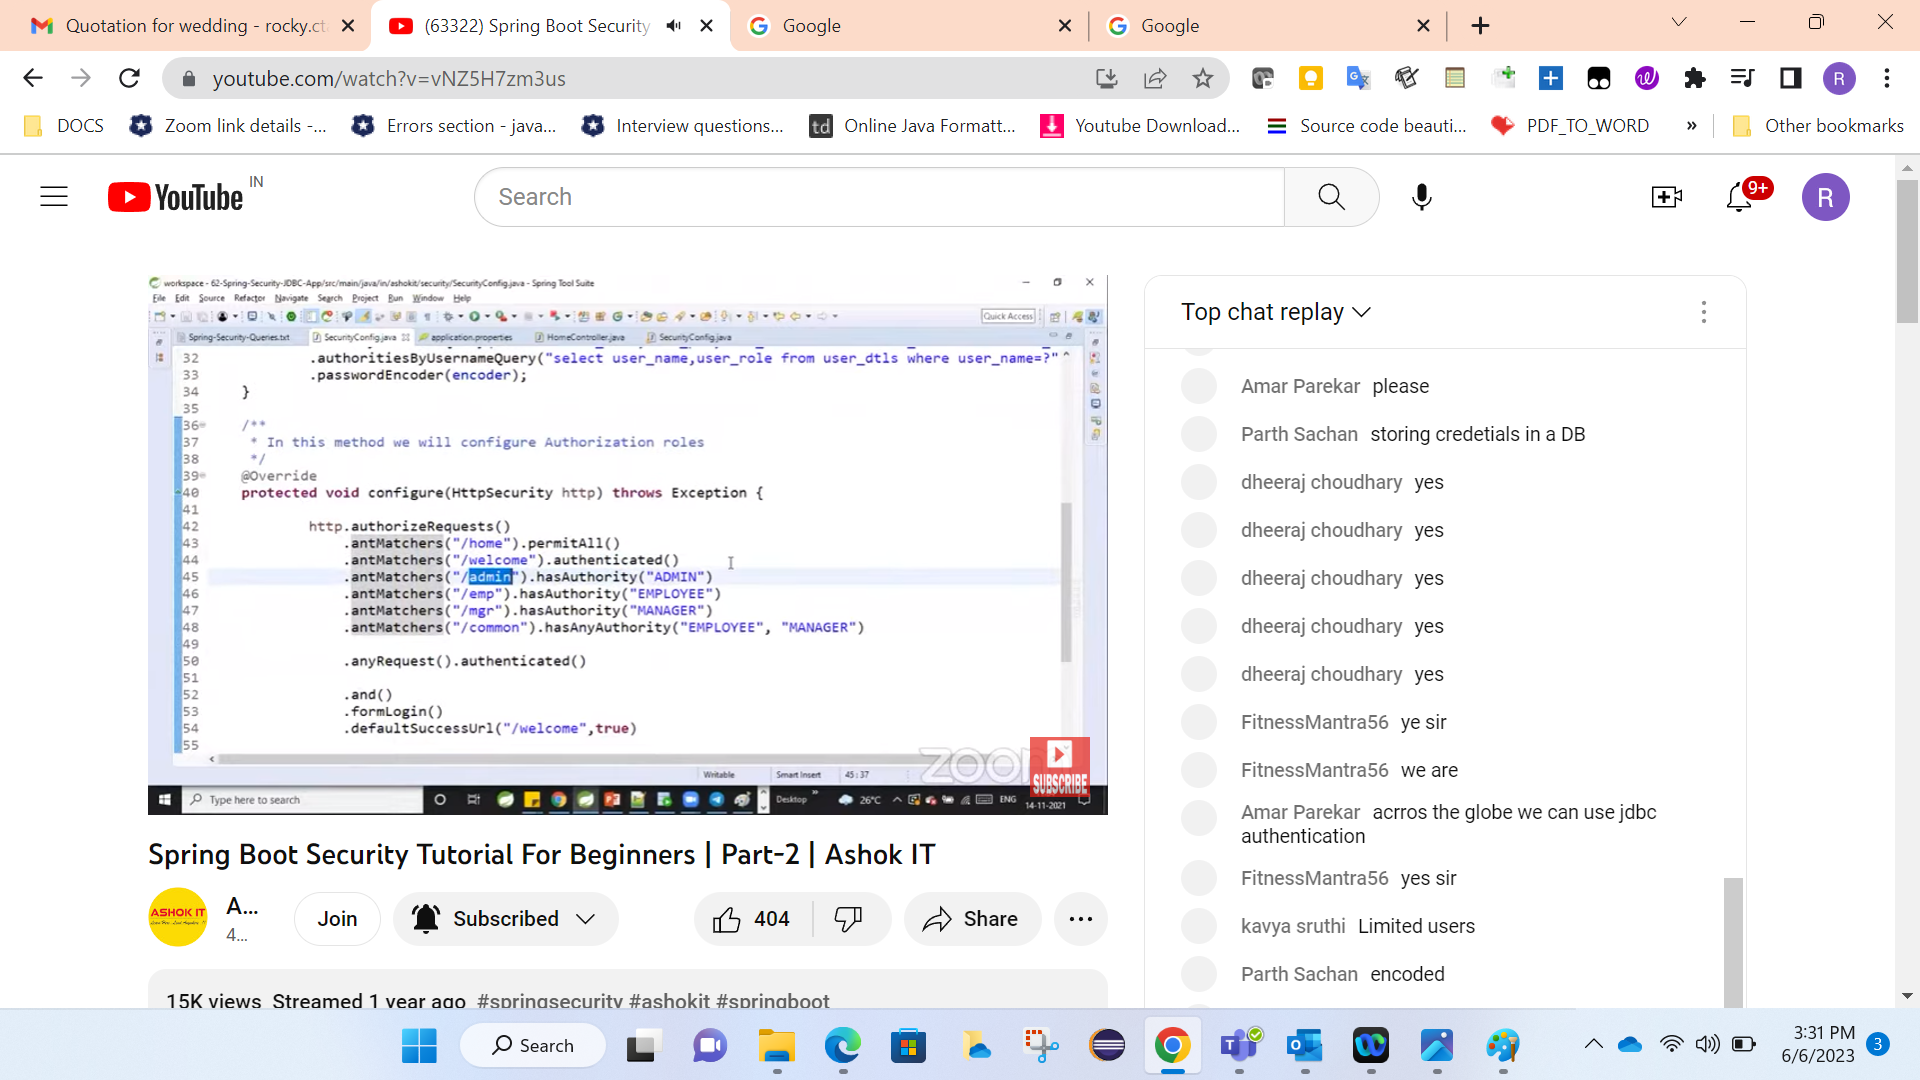 Quotation for wedding - rocky.ct
(63322) Spring Boot Security
Google
Google
youtube.com/watch?v=vNZ5H7zm3us
R
DOCS
Zoom link details -...
Errors section - java...
Interview questions...
td
Online Java Formatt...
Youtube Download...
Source code beauti...
PDF_TO_WORD
»
Other bookmarks
YouTube IN
Search
9+
R
workspace - 62-Spring-Security-JDBC-App/src/main/java/in/ashokit/security/SecurityConfig.java - Spring Tool Suite
File Edit Source Refactor Navigate Search Project Run Window Help
Quick Access
Spring-Security-Queries.txt
SecurityConfig.java
application.properties
HomeController.java
SecurityConfig.java
32 .authoritiesByUsernameQuery("select user_name,user_role from user_dtls where user_name=?"
33 .passwordEncoder(encoder);
34 }
35
36 /**
37 * In this method we will configure Authorization roles
38 */
39 @Override
40 protected void configure(HttpSecurity http) throws Exception {
41
42 http.authorizeRequests()
43 .antMatchers("/home").permitAll()
44 .antMatchers("/welcome").authenticated()
45 .antMatchers("/admin").hasAuthority("ADMIN")
46 .antMatchers("/emp").hasAuthority("EMPLOYEE")
47 .antMatchers("/mgr").hasAuthority("MANAGER")
48 .antMatchers("/common").hasAnyAuthority("EMPLOYEE", "MANAGER")
49
50 .anyRequest().authenticated()
51
52 .and()
53 .formLogin()
54 .defaultSuccessUrl("/welcome",true)
55
zoom
SUBSCRIBE
Writable
Smart Insert
45:37
Type here to search
Desktop
26°C
ENG
14-11-2021
Spring Boot Security Tutorial For Beginners | Part-2 | Ashok IT
ASHOK IT
A...
4...
Join
Subscribed
404
Share
15K views Streamed 1 year ago #springsecurity #ashokit #springboot
Top chat replay
Amar Parekar please
Parth Sachan storing credetials in a DB
dheeraj choudhary yes
dheeraj choudhary yes
dheeraj choudhary yes
dheeraj choudhary yes
dheeraj choudhary yes
FitnessMantra56 ye sir
FitnessMantra56 we are
Amar Parekar acrros the globe we can use jdbc
authentication
FitnessMantra56 yes sir
kavya sruthi Limited users
Parth Sachan encoded
Search
3:31 PM
6/6/2023
3